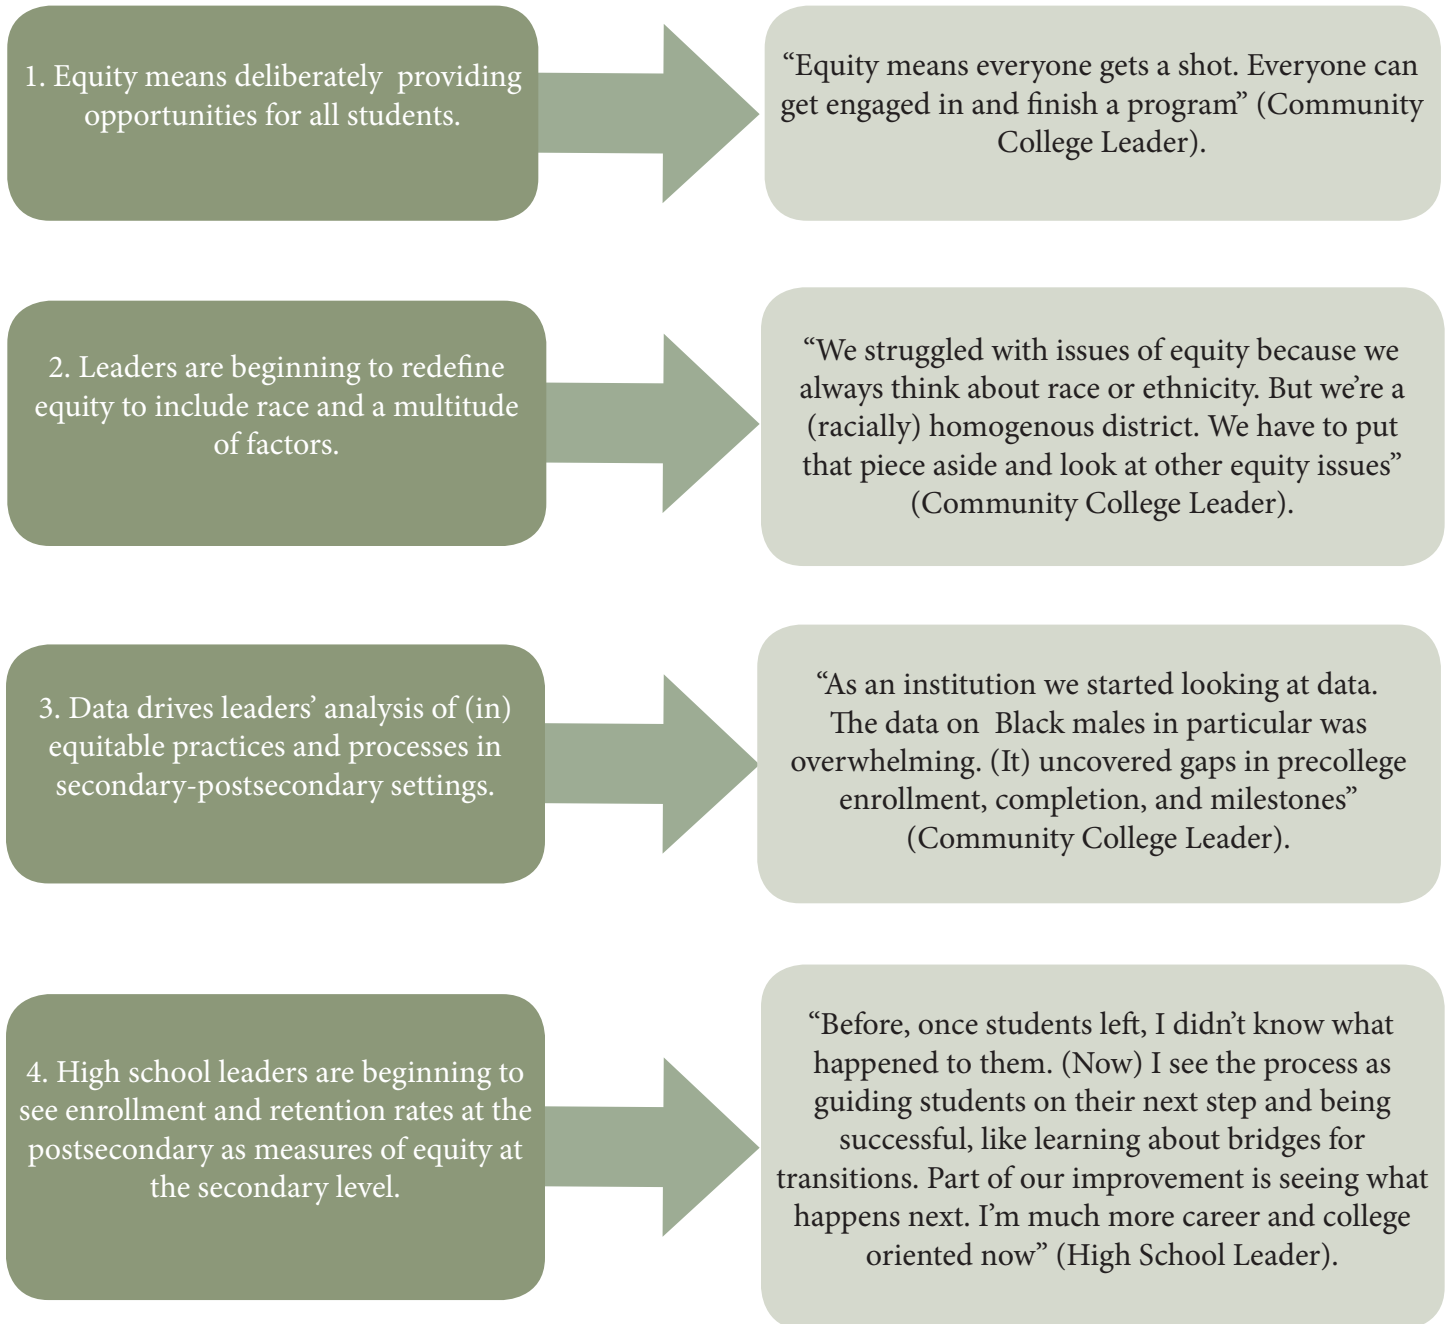 1. Equity means deliberately  providing
opportunities for all students.
“Equity means everyone gets a shot. Everyone can
get engaged in and finish a program” (Community
College Leader).
2. Leaders are beginning to redefine
equity to include race and a multitude
of factors.
“We struggled with issues of equity because we
always think about race or ethnicity. But we’re a
(racially) homogenous district. We have to put
that piece aside and look at other equity issues”
(Community College Leader).
3. Data drives leaders’ analysis of (in)
equitable practices and processes in
secondary-postsecondary settings.
“As an institution we started looking at data.
The data on  Black males in particular was
overwhelming. (It) uncovered gaps in precollege
enrollment, completion, and milestones”
(Community College Leader).
4. High school leaders are beginning to
see enrollment and retention rates at the
postsecondary as measures of equity at
the secondary level.
“Before, once students left, I didn’t know what
happened to them. (Now) I see the process as
guiding students on their next step and being
successful, like learning about bridges for
transitions. Part of our improvement is seeing what
happens next. I’m much more career and college
oriented now” (High School Leader).